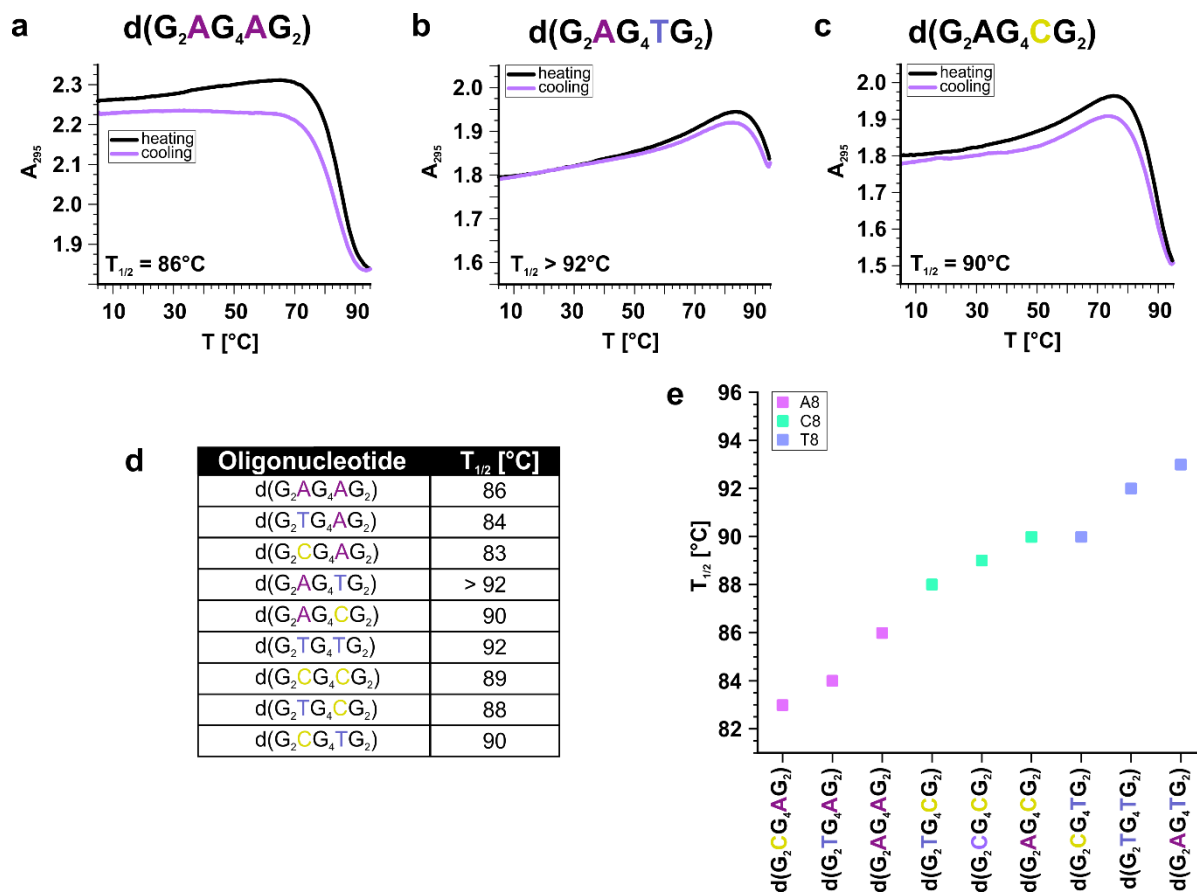 a
d(G₂AG₄AG₂)
2.3
2.2
2.1
2.0
1.9
A₂₉₅
heating
cooling
T₁/₂ = 86°C
10 30 50 70 90
T [°C]
b
d(G₂AG₄TG₂)
heating
cooling
2.0
1.9
1.8
1.7
1.6
A₂₉₅
T₁/₂ > 92°C
10 30 50 70 90
T [°C]
c
d(G₂AG₄CG₂)
heating
cooling
2.0
1.9
1.8
1.7
1.6
1.5
A₂₉₅
T₁/₂ = 90°C
10 30 50 70 90
T [°C]
d
Oligonucleotide T₁/₂ [°C]
d(G₂AG₄AG₂) 86
d(G₂TG₄AG₂) 84
d(G₂CG₄AG₂) 83
d(G₂AG₄TG₂) > 92
d(G₂AG₄CG₂) 90
d(G₂TG₄TG₂) 92
d(G₂CG₄CG₂) 89
d(G₂TG₄CG₂) 88
d(G₂CG₄TG₂) 90
e
A8
C8
T8
96
94
92
90
88
86
84
82
T₁/₂ [°C]
d(G₂CG₄AG₂)
d(G₂TG₄AG₂)
d(G₂AG₄AG₂)
d(G₂TG₄CG₂)
d(G₂CG₄CG₂)
d(G₂AG₄CG₂)
d(G₂CG₄TG₂)
d(G₂TG₄TG₂)
d(G₂AG₄TG₂)